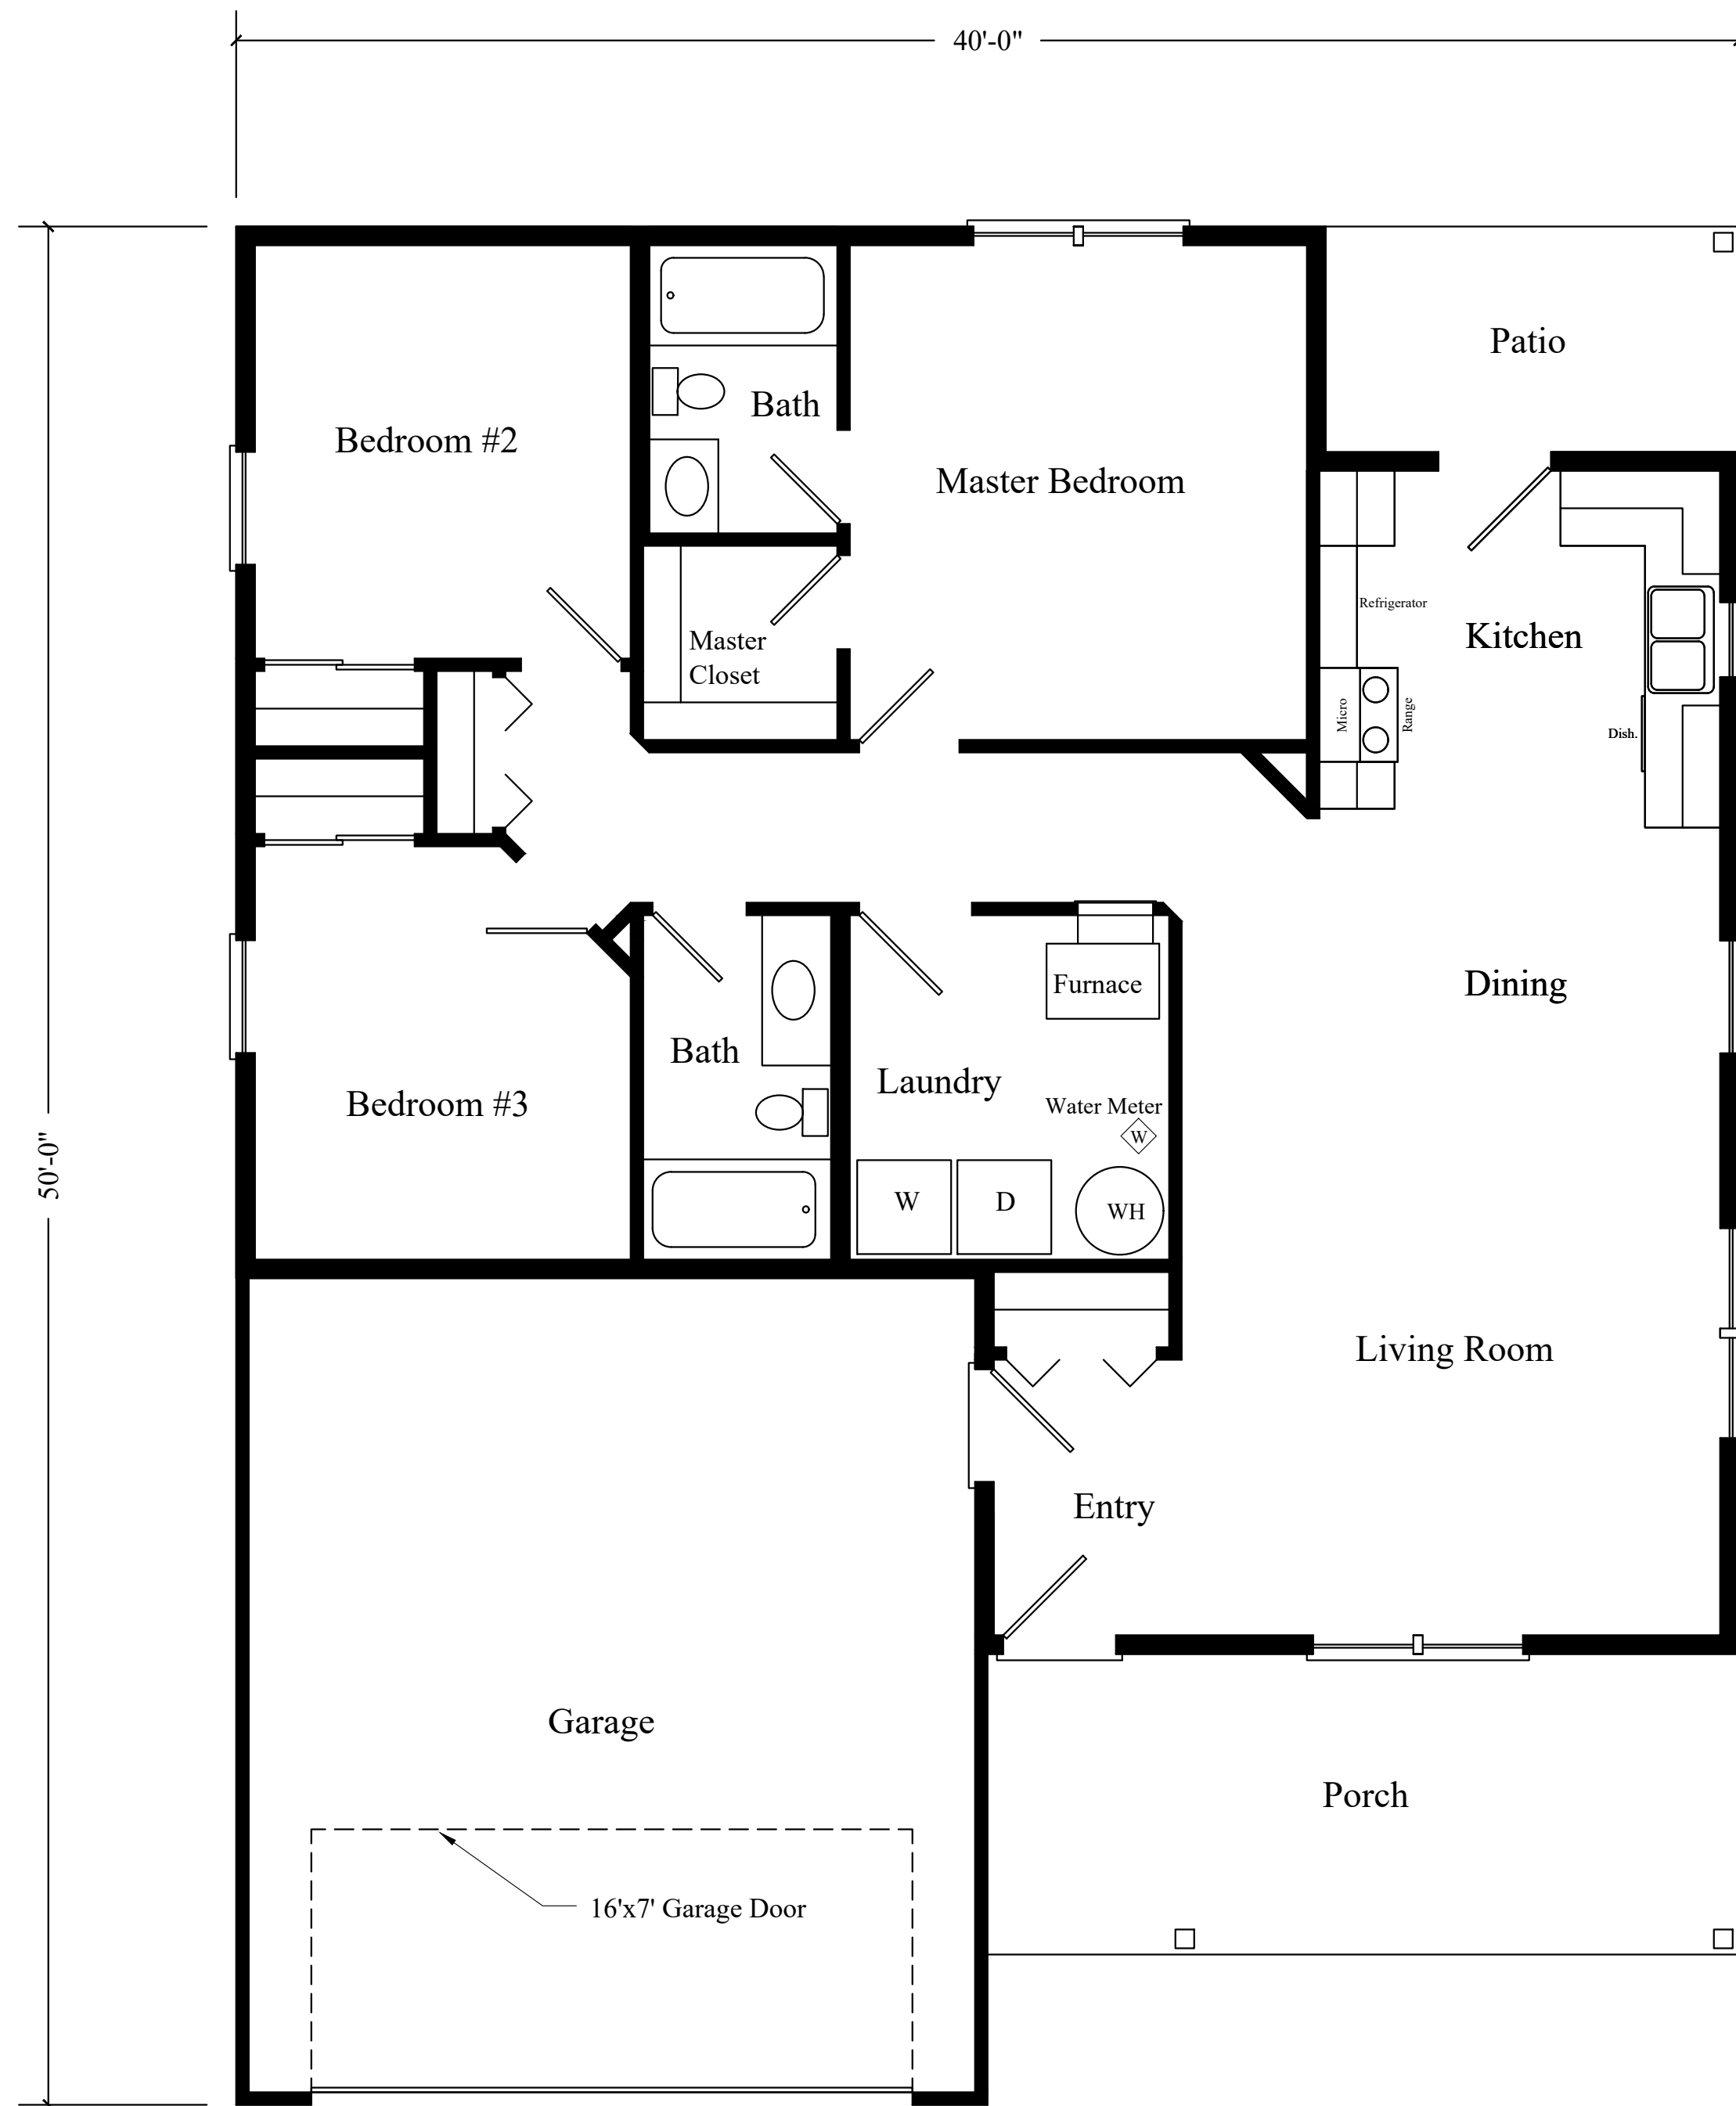 40'-0"
Patio
Bath
Bedroom #2
Master Bedroom
Refrigerator
Kitchen
Master
Closet
Micro
Range
Dish.
Dining
Furnace
Bath
Laundry
Bedroom #3
Water Meter
W
50'-0"
W
D
WH
Living Room
Entry
Garage
Porch
16'x7' Garage Door